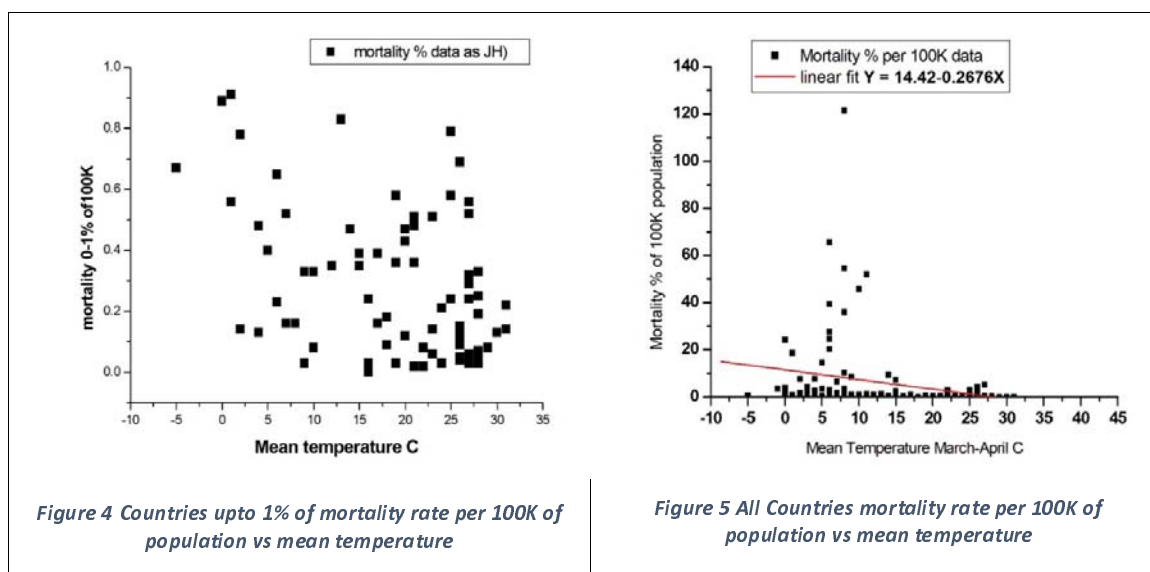 mortality % data as JH)
1.0
0.8
0.6
0.4
0.2
0.0
mortality 0-1% of100K
-10 -5 0 5 10 15 20 25 30 35
Mean temperature C
Figure 4 Countries upto 1% of mortality rate per 100K of
population vs mean temperature
Mortality % per 100K data
linear fit Y = 14.42-0.2676X
140
120
100
80
60
40
20
0
Mortality % of 100K population
-10 -5 0 5 10 15 20 25 30 35 40 45
Mean Temperature March-April C
Figure 5 All Countries mortality rate per 100K of
population vs mean temperature